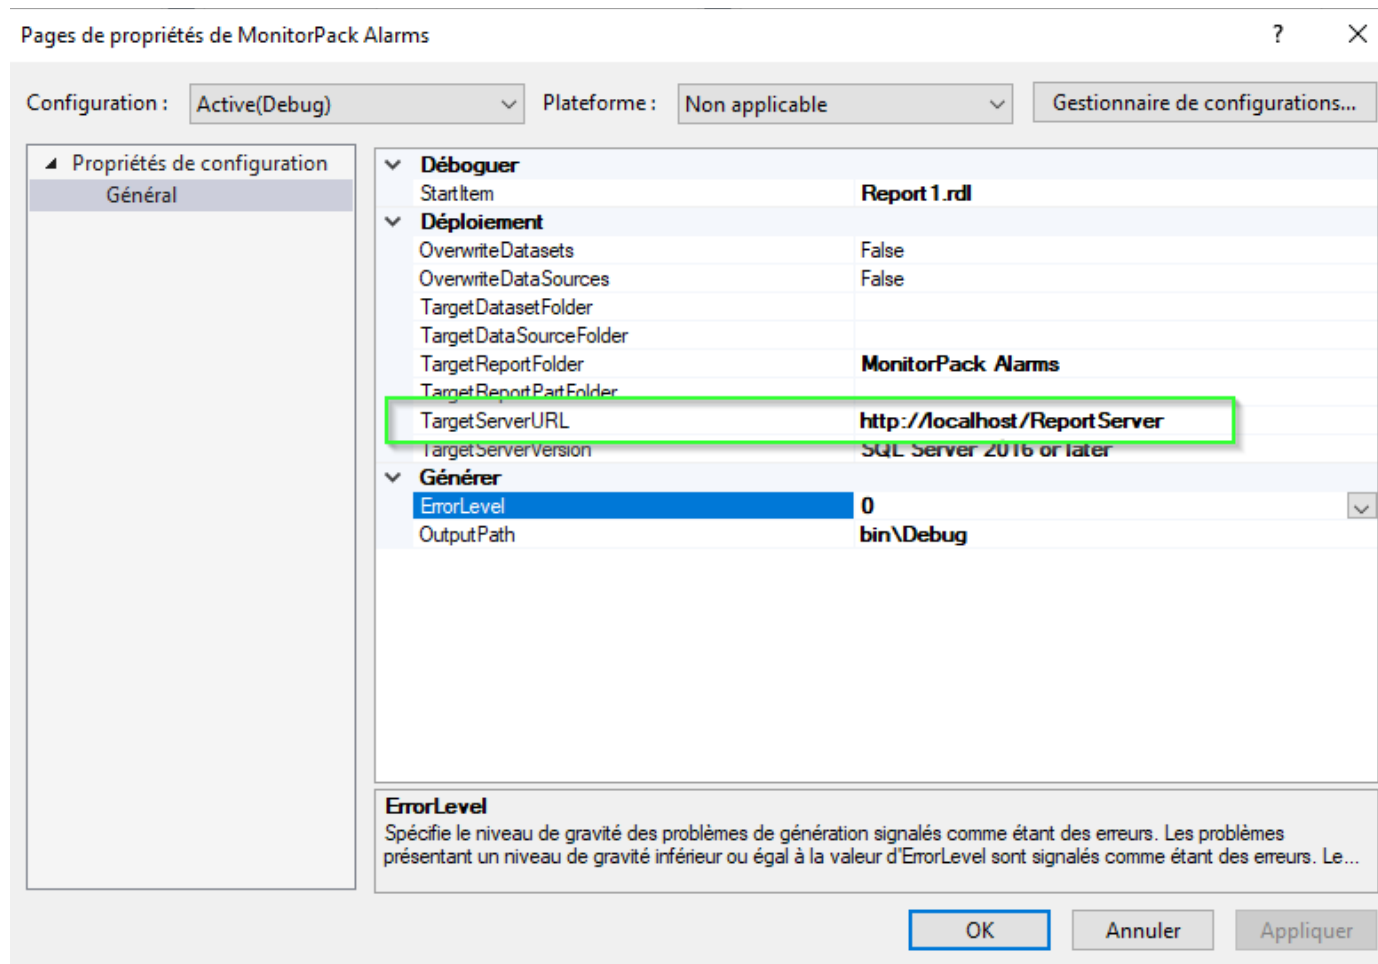 Pages de propriétés de MonitorPack Alarms
Configuration : Active(Debug) Plateforme : Non applicable Gestionnaire de configurations...
Propriétés de configuration
Général
Déboguer
StartItem Report1.rdl
Déploiement
OverwriteDatasets False
OverwriteDataSources False
TargetDatasetFolder
TargetDataSourceFolder
TargetReportFolder MonitorPack Alarms
TargetReportPartFolder
TargetServerURL http://localhost/ReportServer
TargetServerVersion SQL Server 2016 or later
Générer
ErrorLevel 0
OutputPath bin\Debug
ErrorLevel
Spécifie le niveau de gravité des problèmes de génération signalés comme étant des erreurs. Les problèmes
présentant un niveau de gravité inférieur ou égal à la valeur d'ErrorLevel sont signalés comme étant des erreurs. Le...
OK Annuler Appliquer